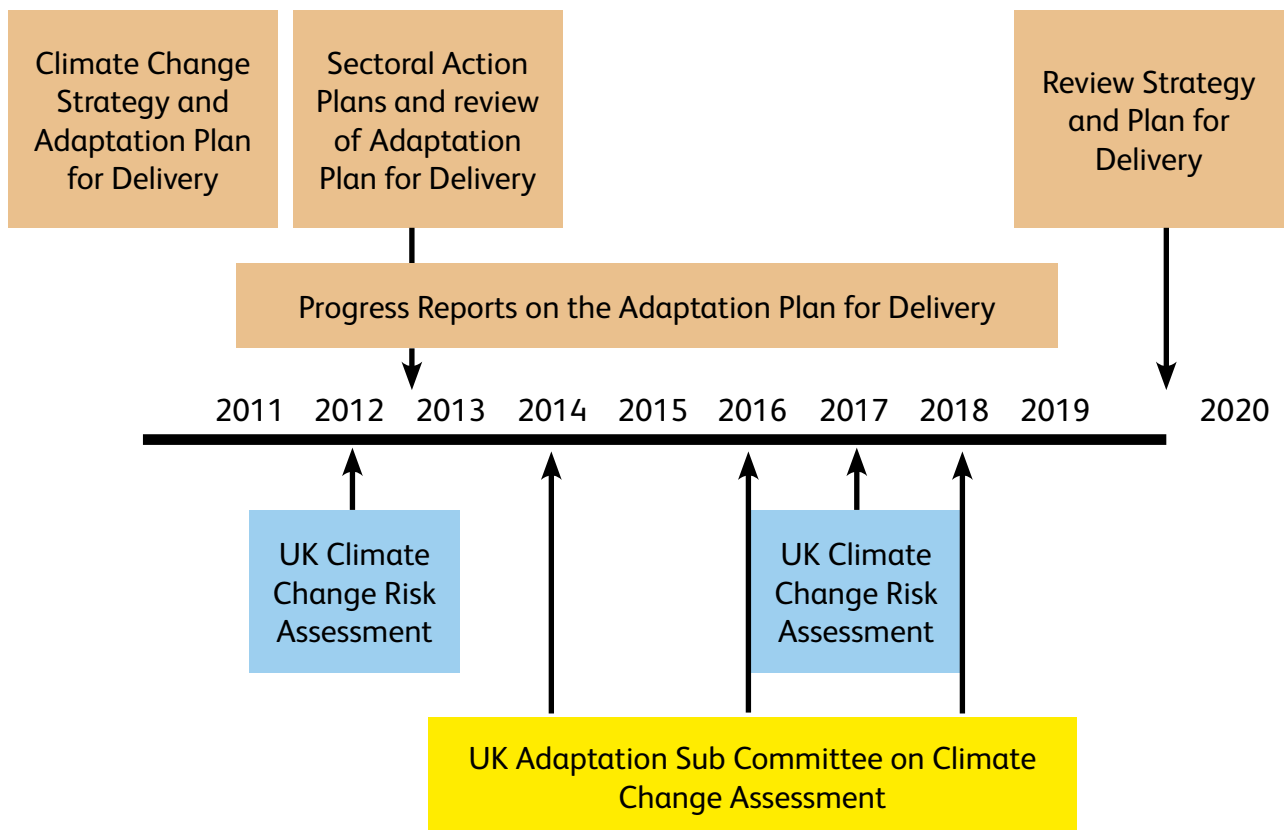 Climate Change
Strategy and
Adaptation Plan
for Delivery
Sectoral Action
Plans and review
of Adaptation
Plan for Delivery
Review Strategy
and Plan for
Delivery
Progress Reports on the Adaptation Plan for Delivery
2011 2012 2013 2014 2015 2016 2017 2018 2019 2020
UK Climate
Change Risk
Assessment
UK Climate
Change Risk
Assessment
UK Adaptation Sub Committee on Climate
Change Assessment